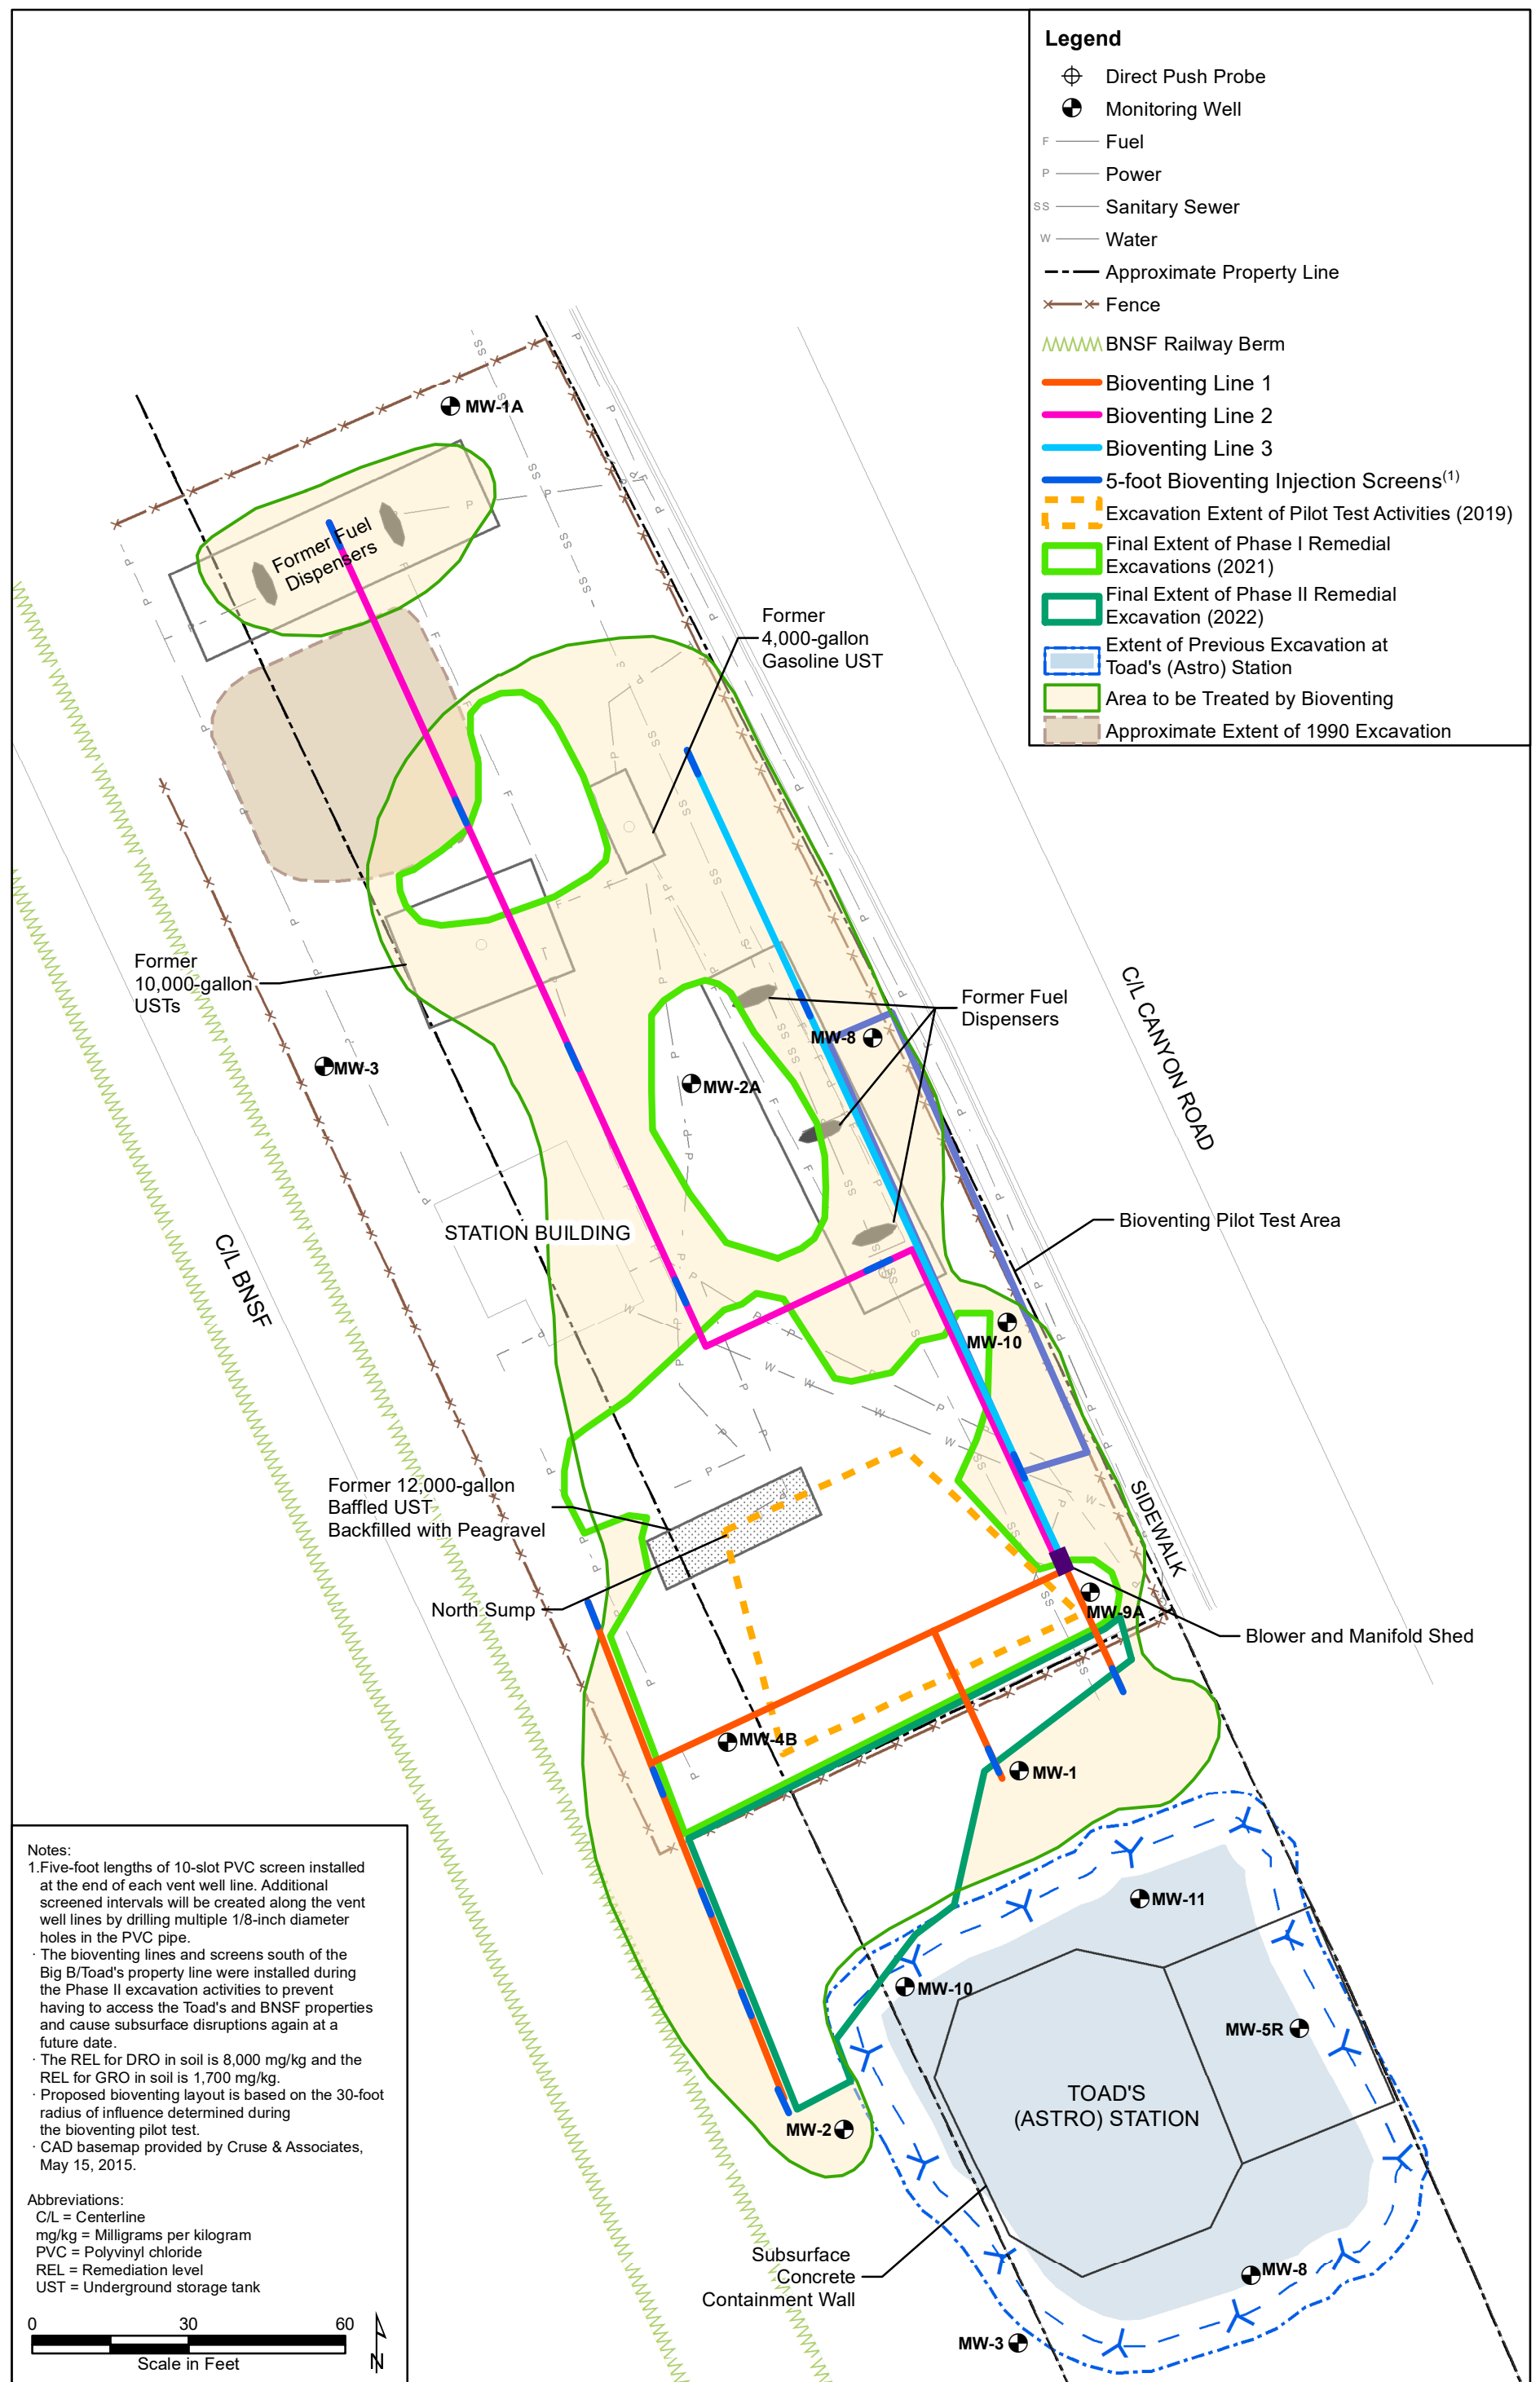 Legend
Direct Push Probe
Monitoring Well
F Fuel
P Power
SS Sanitary Sewer
W Water
Approximate Property Line
Fence
BNSF Railway Berm
Bioventing Line 1
Bioventing Line 2
Bioventing Line 3
5-foot Bioventing Injection Screens(1)
Excavation Extent of Pilot Test Activities (2019)
Final Extent of Phase I Remedial
Excavations (2021)
Final Extent of Phase II Remedial
Excavation (2022)
Extent of Previous Excavation at
Toad's (Astro) Station
Area to be Treated by Bioventing
Approximate Extent of 1990 Excavation
MW-1A
Former Fuel
Dispensers
Former
4,000-gallon
Gasoline UST
Former
10,000-gallon
USTs
Former Fuel
Dispensers
MW-8
MW-3
MW-2A
C/L CANYON ROAD
STATION BUILDING
Bioventing Pilot Test Area
C/L BNSF
MW-10
Former 12,000-gallon
Baffled UST
Backfilled with Peagravel
SIDEWALK
North Sump
MW-9A
Blower and Manifold Shed
MW-4B
MW-1
MW-11
MW-10
MW-5R
TOAD'S
(ASTRO) STATION
MW-2
Subsurface
Concrete
Containment Wall
MW-8
MW-3
Notes:
1.Five-foot lengths of 10-slot PVC screen installed
at the end of each vent well line. Additional
screened intervals will be created along the vent
well lines by drilling multiple 1/8-inch diameter
holes in the PVC pipe.
· The bioventing lines and screens south of the
Big B/Toad's property line were installed during
the Phase II excavation activities to prevent
having to access the Toad's and BNSF properties
and cause subsurface disruptions again at a
future date.
· The REL for DRO in soil is 8,000 mg/kg and the
REL for GRO in soil is 1,700 mg/kg.
· Proposed bioventing layout is based on the 30-foot
radius of influence determined during
the bioventing pilot test.
· CAD basemap provided by Cruse & Associates,
May 15, 2015.
Abbreviations:
C/L = Centerline
mg/kg = Milligrams per kilogram
PVC = Polyvinyl chloride
REL = Remediation level
UST = Underground storage tank
0 30 60
Scale in Feet
N